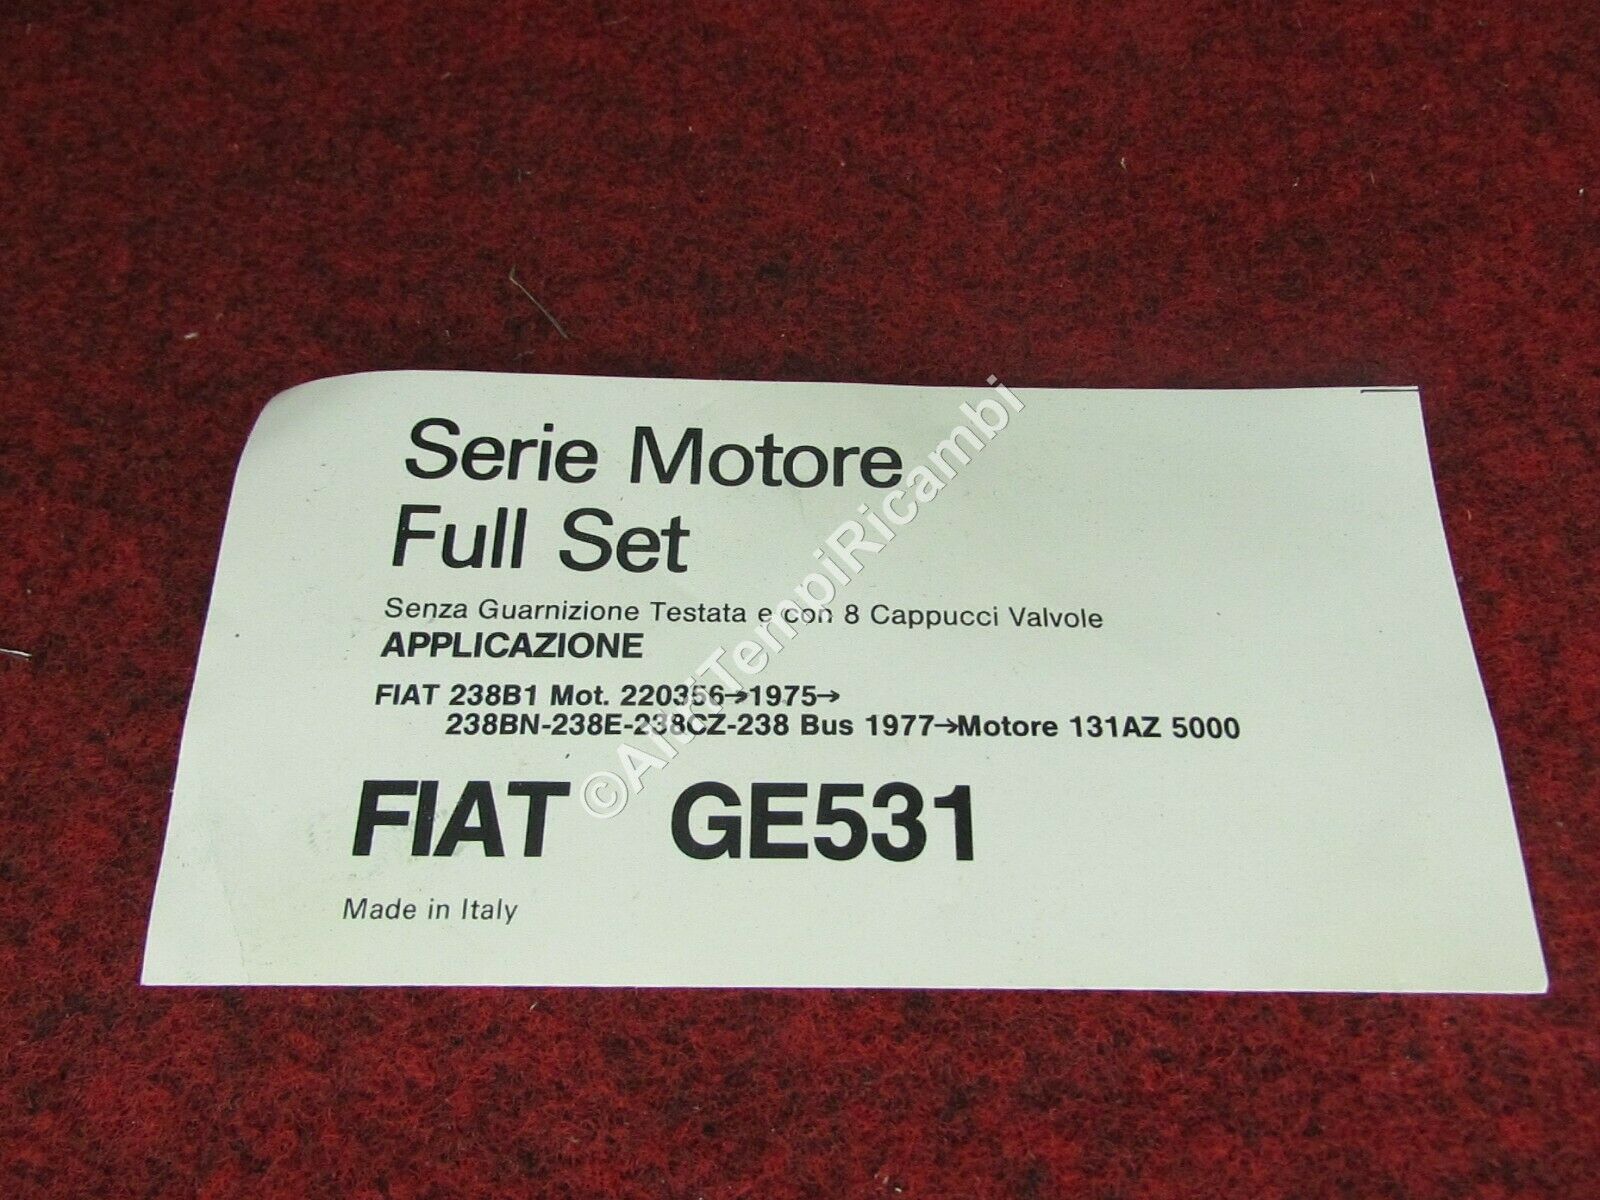 Serie Motore
Full Set
Senza Guarnizione Testata e con 8 Cappucci Valvole
APPLICAZIONE
FIAT 238B1 Mot. 220356→1975→
238BN-238E-238CZ-238 Bus 1977→Motore 131AZ 5000
FIAT GE531
Made in Italy
©AltriTempiRicambi